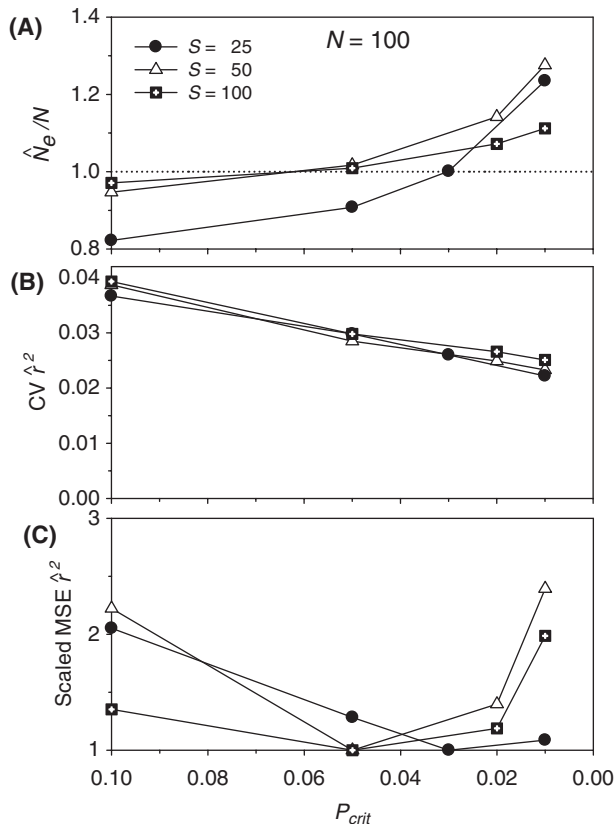 (A)
N = 100
S = 25
S = 50
S = 100
N̂e /N
1.4
1.2
1.0
0.8
(B)
CV r̂ 2
0.04
0.03
0.02
0.01
0.00
(C)
Scaled MSE r̂ 2
3
2
1
0.10 0.08 0.06 0.04 0.02 0.00
Pcrit